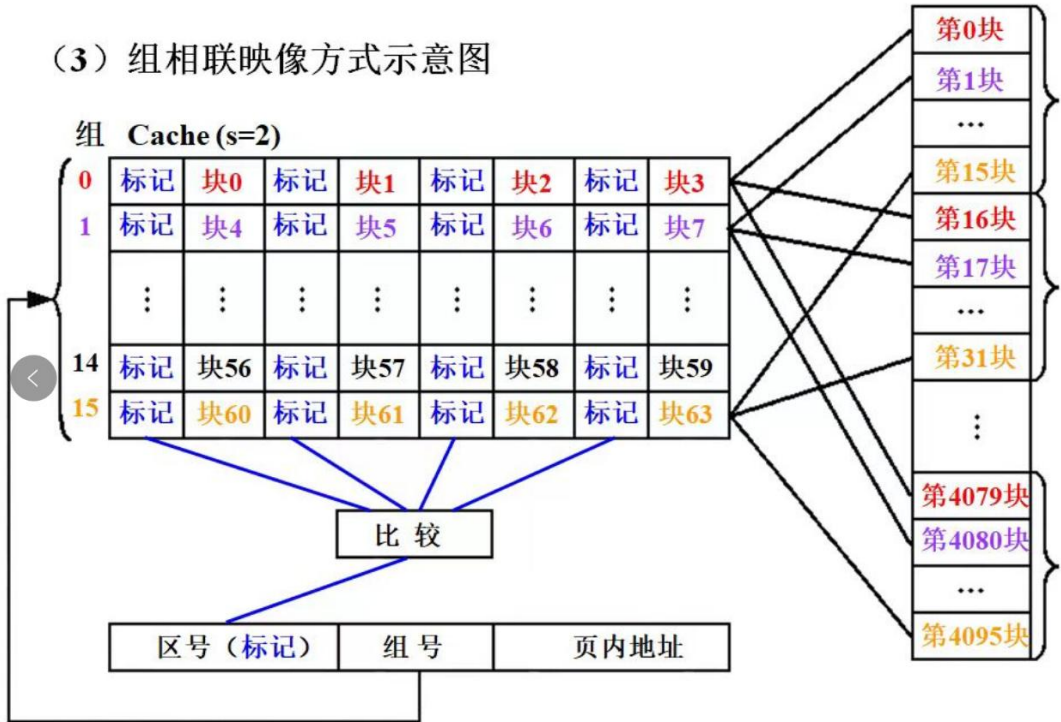 （3）组相联映像方式示意图
组 Cache (s=2)
0 标记 块0 标记 块1 标记 块2 标记 块3
1 标记 块4 标记 块5 标记 块6 标记 块7
⋮ ⋮ ⋮ ⋮ ⋮ ⋮ ⋮ ⋮
14 标记 块56 标记 块57 标记 块58 标记 块59
15 标记 块60 标记 块61 标记 块62 标记 块63
比 较
区号（标记） 组 号 页内地址
第0块
第1块
…
第15块
第16块
第17块
…
第31块
⋮
第4079块
第4080块
…
第4095块